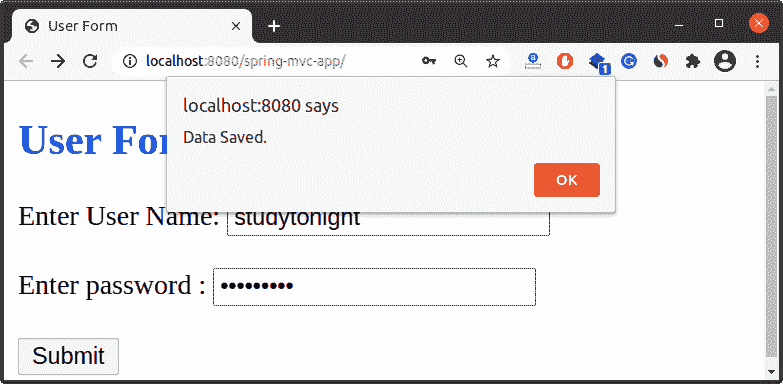 User Form
localhost:8080/spring-mvc-app/
1
localhost:8080 says
Data Saved.
OK
User For
Enter User Name: studytonight
Enter password : •••••••••
Submit